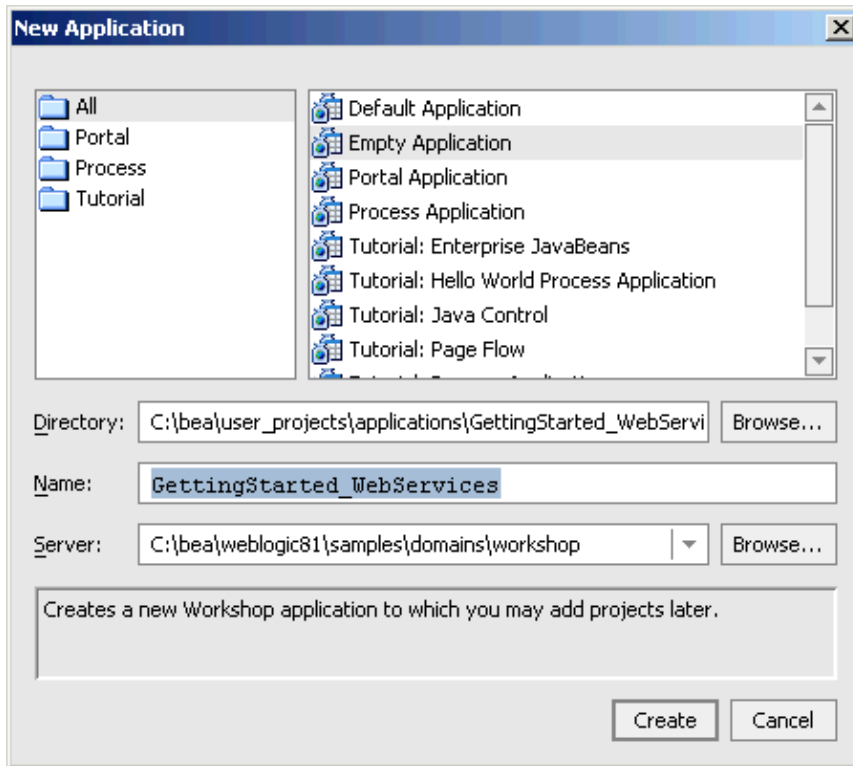 New Application
All
Portal
Process
Tutorial
Default Application
Empty Application
Portal Application
Process Application
Tutorial: Enterprise JavaBeans
Tutorial: Hello World Process Application
Tutorial: Java Control
Tutorial: Page Flow
Directory: C:\bea\user_projects\applications\GettingStarted_WebServi Browse...
Name: GettingStarted_WebServices
Server: C:\bea\weblogic81\samples\domains\workshop Browse...
Creates a new Workshop application to which you may add projects later.
Create Cancel